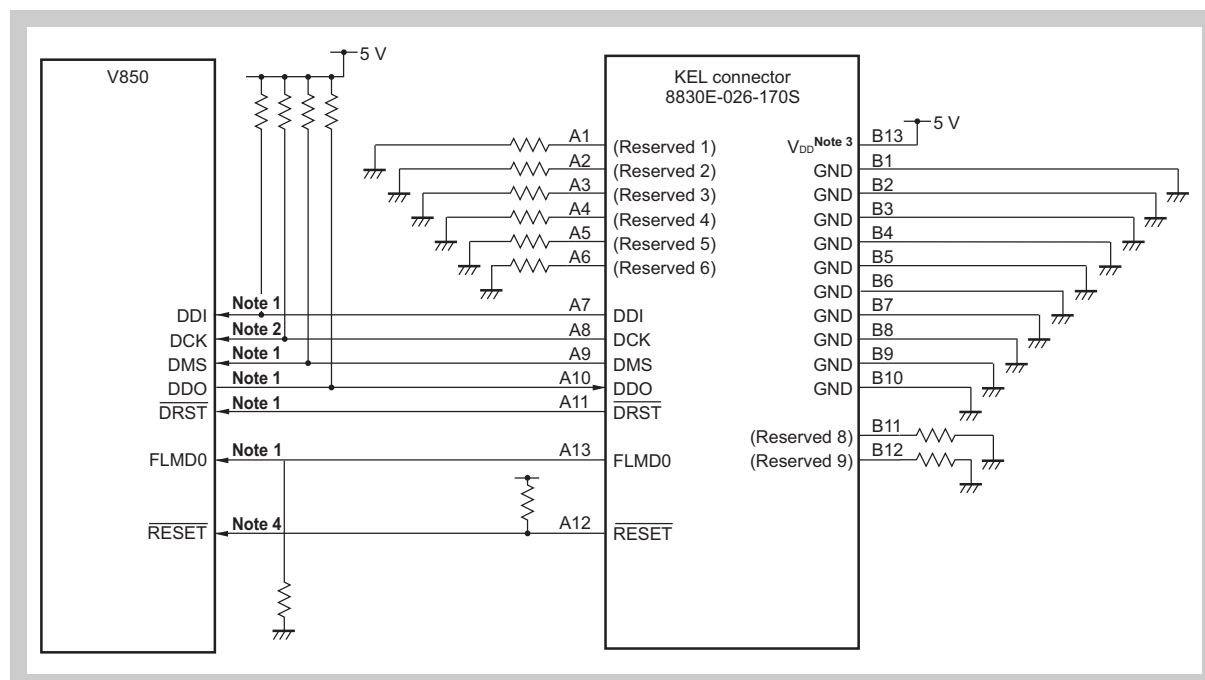 5 V
V850
KEL connector
8830E-026-170S
5 V
A1 (Reserved 1) VDD Note 3 B13
A2 (Reserved 2) GND B1
A3 (Reserved 3) GND B2
A4 (Reserved 4) GND B3
A5 (Reserved 5) GND B4
A6 (Reserved 6) GND B5
GND B6
DDI Note 1 A7 DDI GND B7
DCK Note 2 A8 DCK GND B8
DMS Note 1 A9 DMS GND B9
DDO Note 1 A10 DDO GND B10
DRST Note 1 A11 DRST
(Reserved 8) B11
FLMD0 Note 1 A13 FLMD0 (Reserved 9) B12
RESET Note 4 A12 RESET